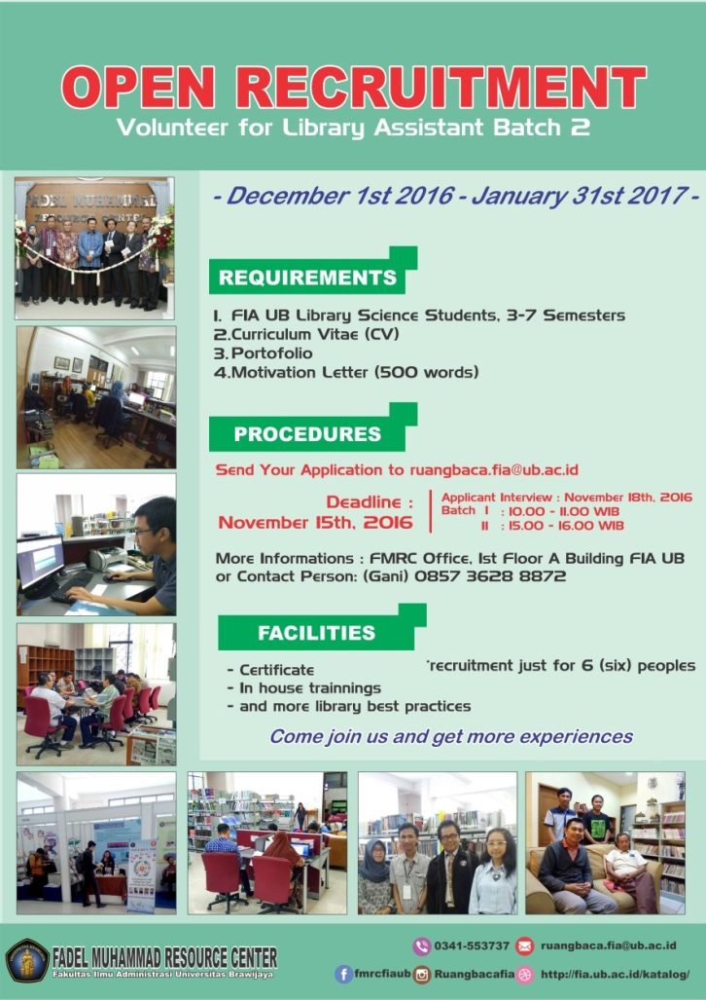 OPEN RECRUITMENT
Volunteer for Library Assistant Batch 2
- December 1st 2016 - January 31st 2017 -
FADEL MUHAMMAD
RESOURCE CENTER
REQUIREMENTS
1. FIA UB Library Science Students, 3-7 Semesters
2.Curriculum Vitae (CV)
3.Portofolio
4.Motivation Letter (500 words)
PROCEDURES
Send Your Application to ruangbaca.fia@ub.ac.id
Deadline :
November 15th, 2016
Applicant Interview : November 18th, 2016
Batch I : 10.00 - 11.00 WIB
II : 15.00 - 16.00 WIB
More Informations : FMRC Office, 1st Floor A Building FIA UB
or Contact Person: (Gani) 0857 3628 8872
FACILITIES
- Certificate
- In house trainnings
- and more library best practices
*recruitment just for 6 (six) peoples
Come join us and get more experiences
FADEL MUHAMMAD RESOURCE CENTER
Fakultas Ilmu Administrasi Universitas Brawijaya
0341-553737 ruangbaca.fia@ub.ac.id
fmrcfiaub Ruangbacafia http://fia.ub.ac.id/katalog/